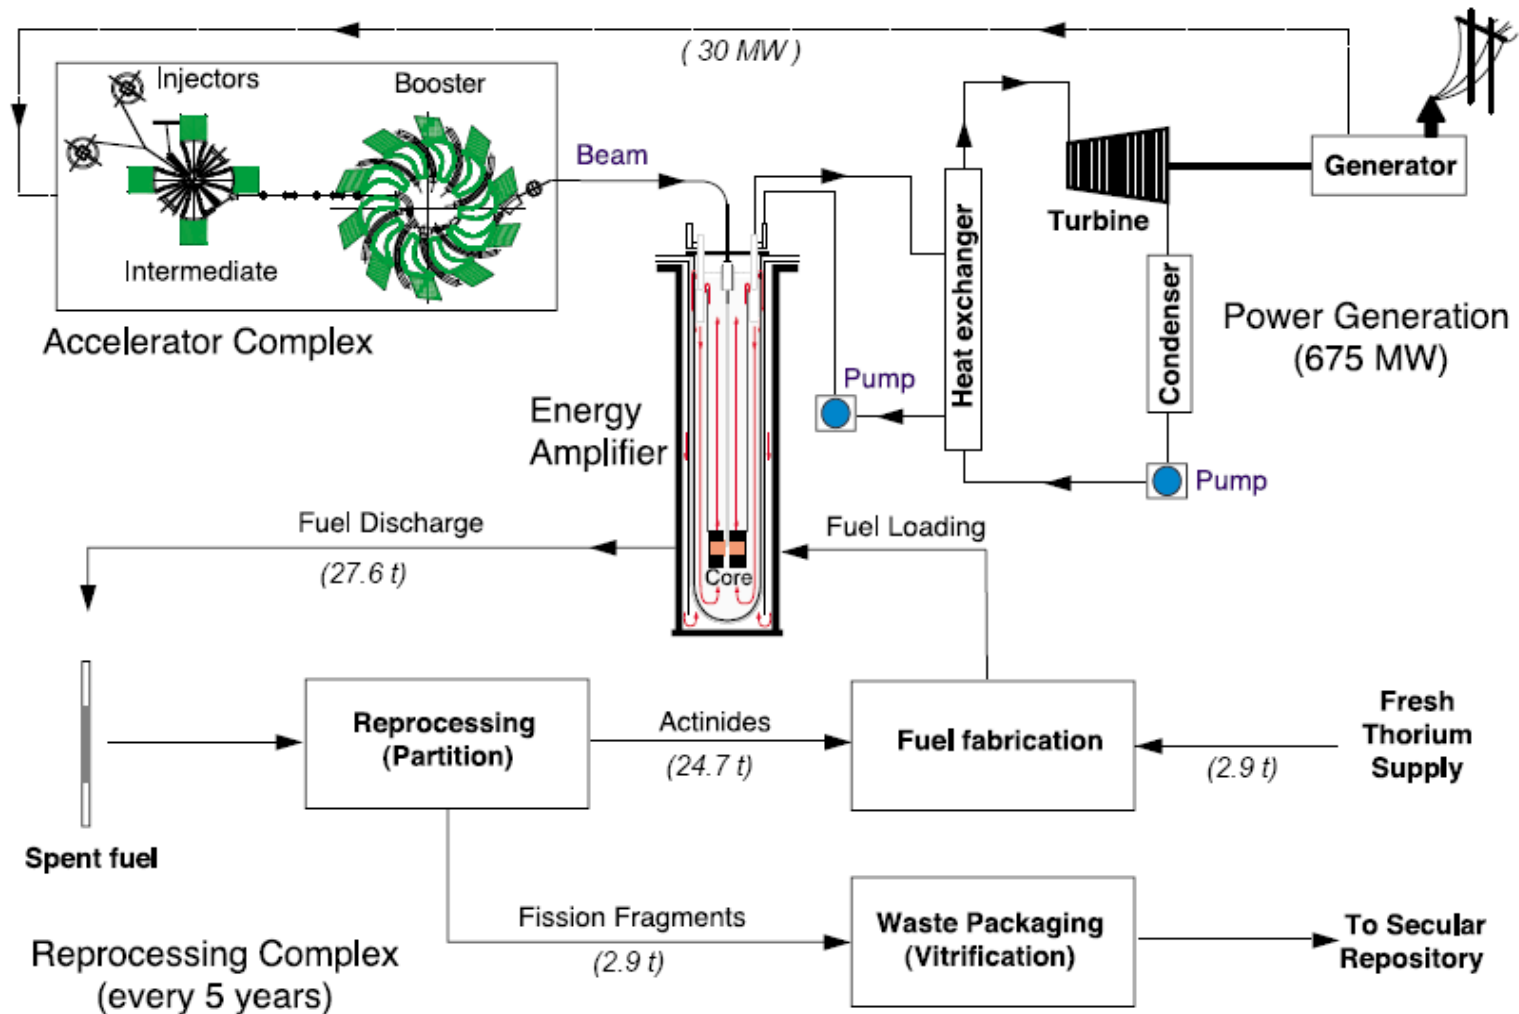 ( 30 MW )
Injectors
Booster
Beam
Intermediate
Accelerator Complex
Generator
Turbine
Heat exchanger
Condenser
Power Generation
(675 MW)
Pump
Pump
Energy
Amplifier
Core
Fuel Discharge
(27.6 t)
Fuel Loading
Spent fuel
Reprocessing
(Partition)
Actinides
(24.7 t)
Fuel fabrication
(2.9 t)
Fresh
Thorium
Supply
Fission Fragments
(2.9 t)
Waste Packaging
(Vitrification)
To Secular
Repository
Reprocessing Complex
(every 5 years)